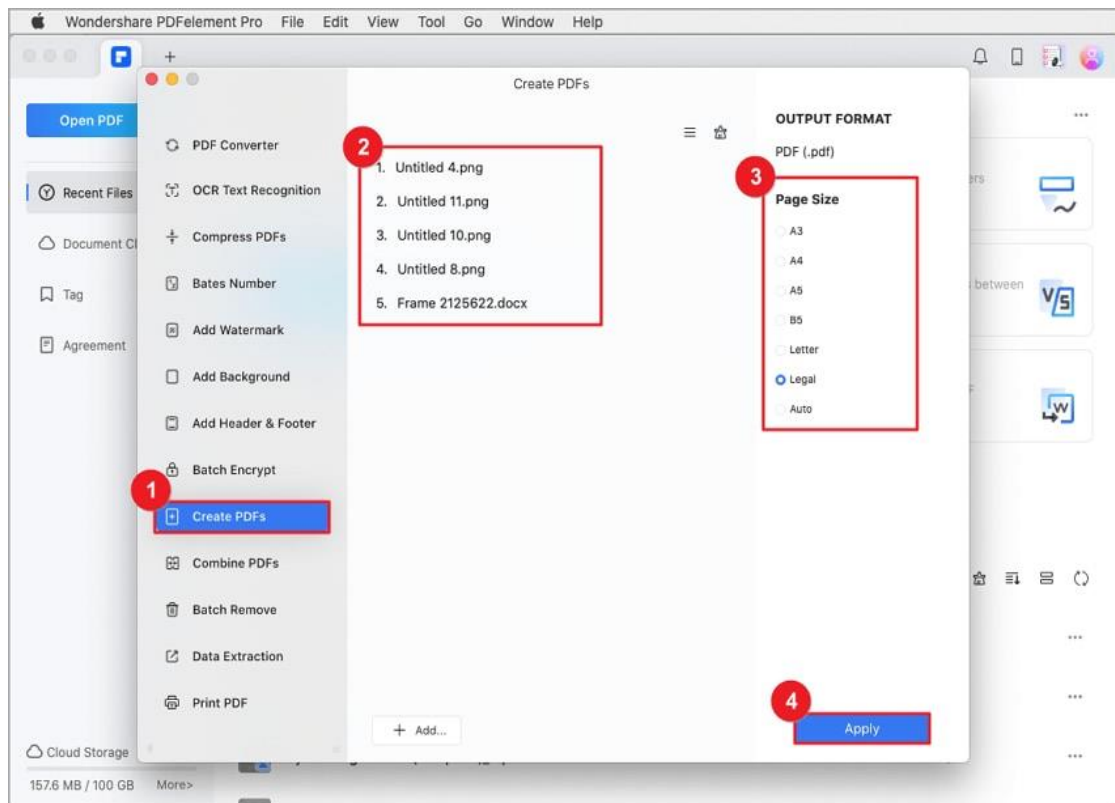 Wondershare PDFelement Pro File Edit View Tool Go Window Help
Create PDFs
Open PDF
Recent Files
Document Cl
Tag
Agreement
Cloud Storage
157.6 MB / 100 GB More>
PDF Converter
OCR Text Recognition
Compress PDFs
Bates Number
Add Watermark
Add Background
Add Header & Footer
Batch Encrypt
1
Create PDFs
Combine PDFs
Batch Remove
Data Extraction
Print PDF
2
1. Untitled 4.png
2. Untitled 11.png
3. Untitled 10.png
4. Untitled 8.png
5. Frame 2125622.docx
+ Add...
OUTPUT FORMAT
PDF (.pdf)
3
Page Size
A3
A4
A5
B5
Letter
Legal
Auto
4
Apply
ers
between